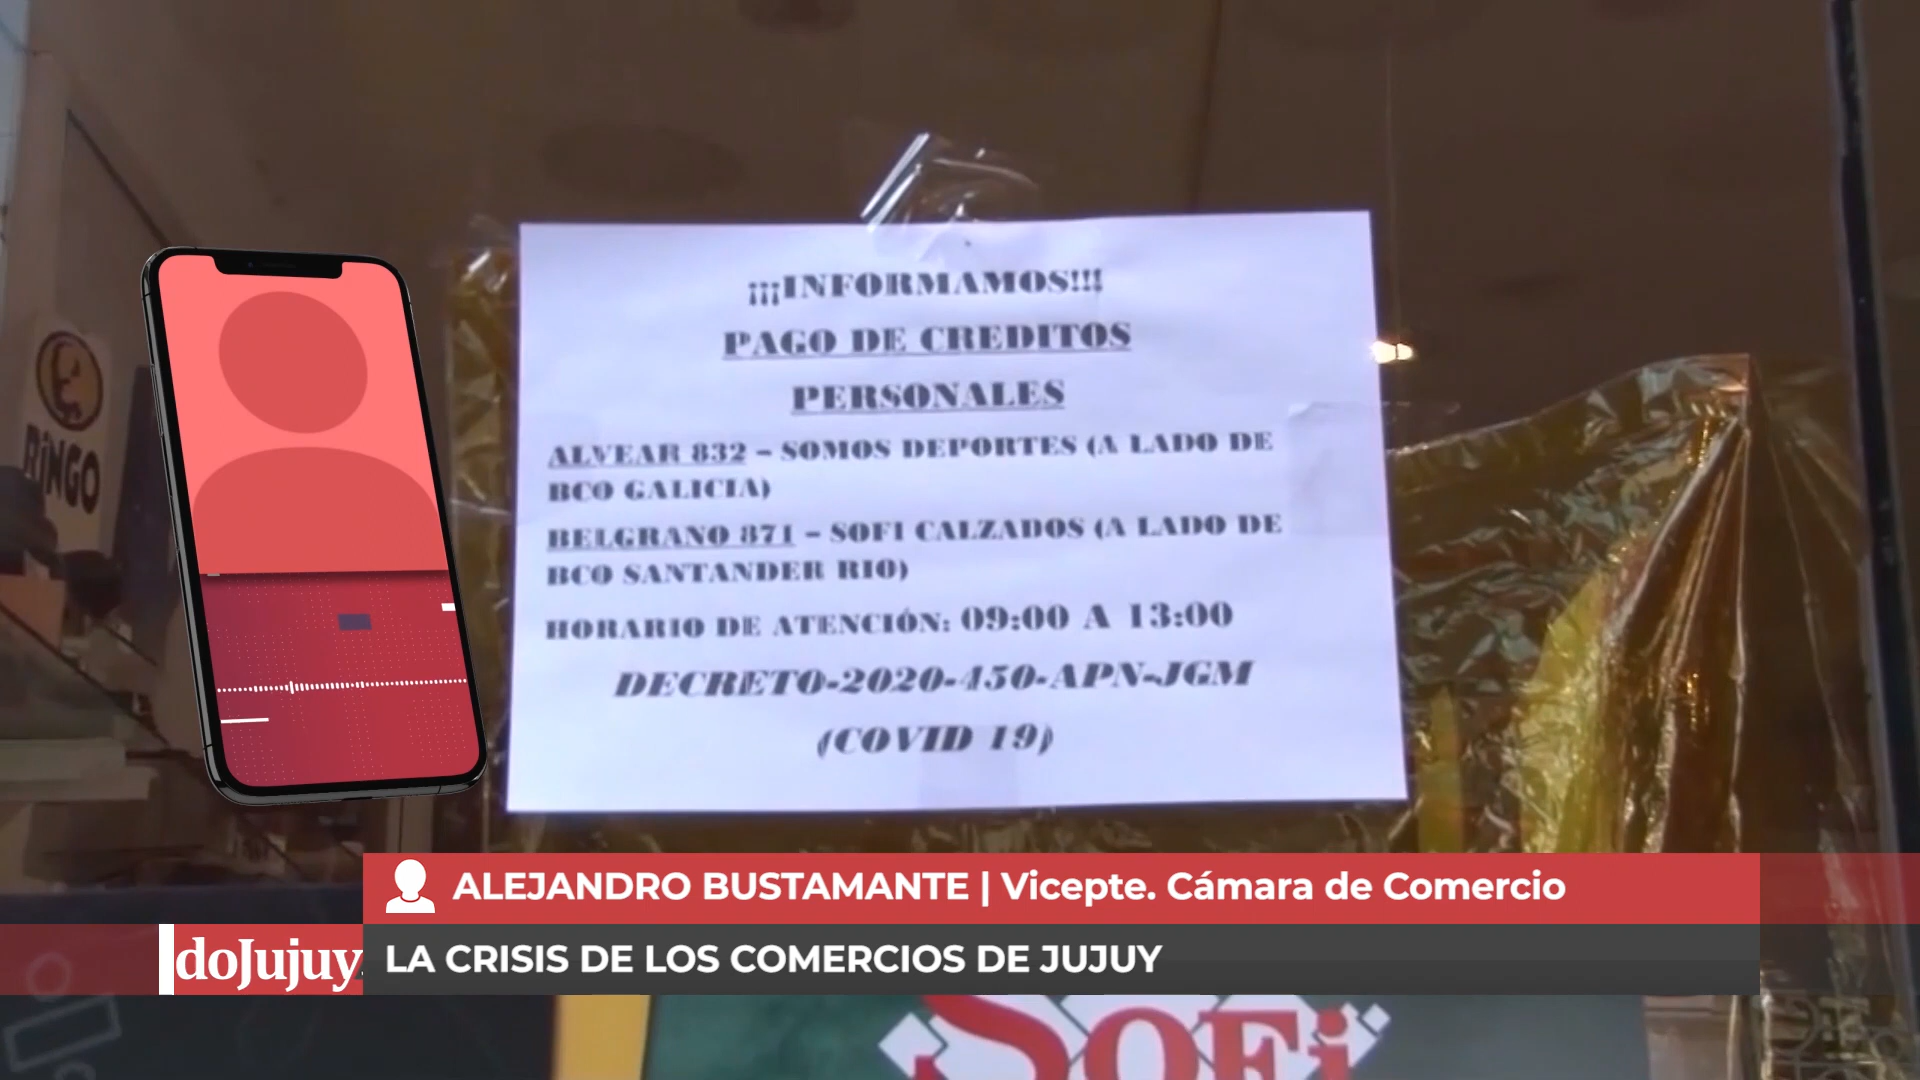 ¡¡¡INFORMAMOS!!!
PAGO DE CREDITOS
PERSONALES
ALVEAR 832 – SOMOS DEPORTES (A LADO DE
BCO GALICIA)
BELGRANO 871 – SOFI CALZADOS (A LADO DE
BCO SANTANDER RIO)
HORARIO DE ATENCIÓN: 09:00 A 13:00
DECRETO-2020-450-APN-JGM
(COVID 19)
RINGO
ALEJANDRO BUSTAMANTE | Vicepte. Cámara de Comercio
doJujuy
LA CRISIS DE LOS COMERCIOS DE JUJUY
SOFi